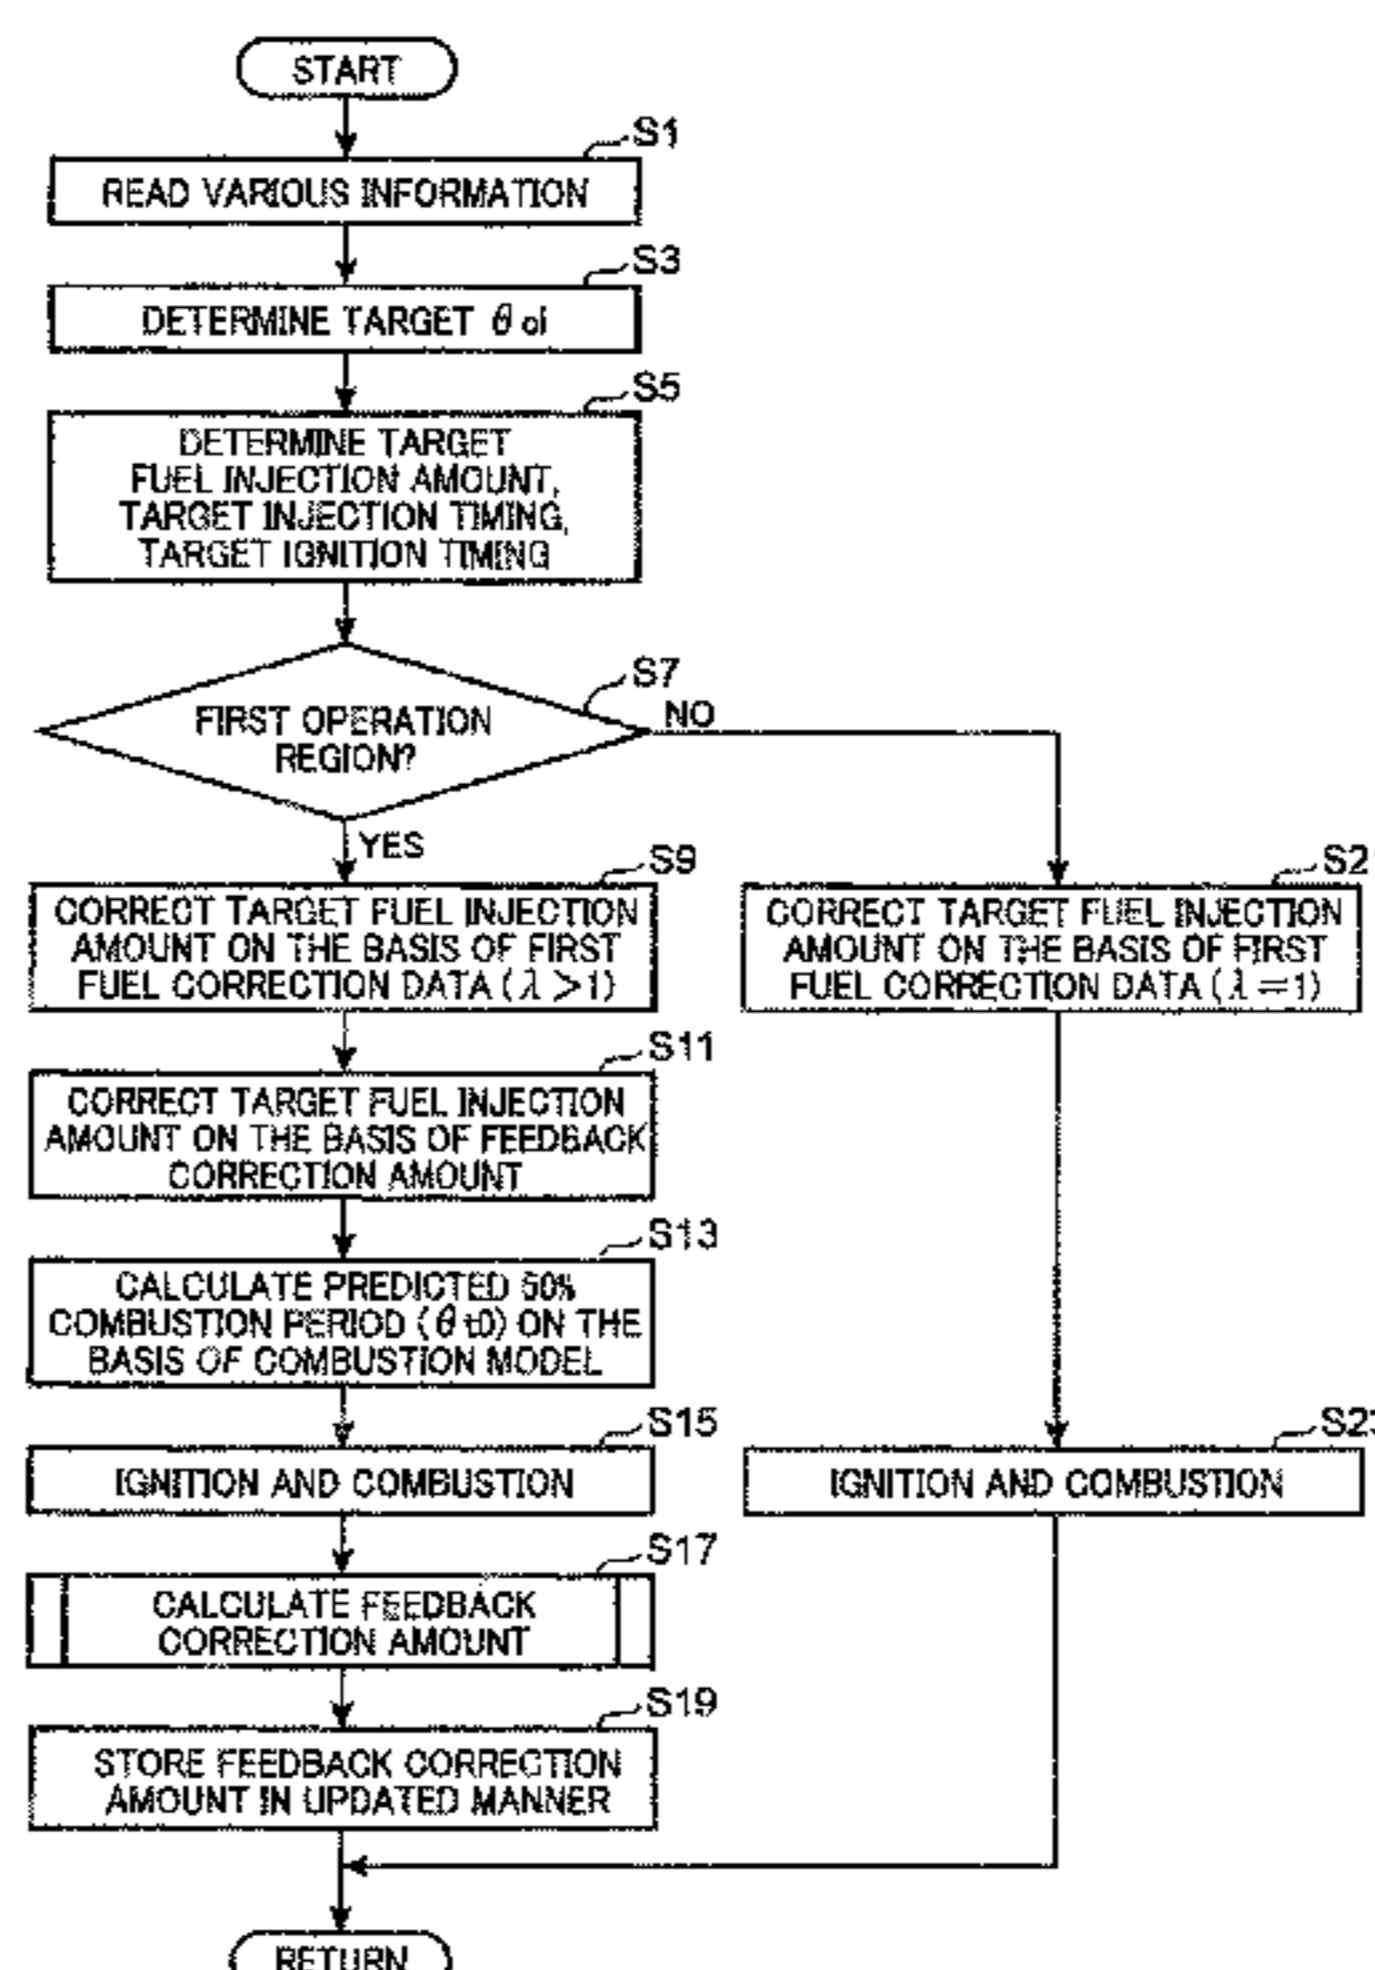 START
S1
READ VARIOUS INFORMATION
S3
DETERMINE TARGET θci
S5
DETERMINE TARGET
FUEL INJECTION AMOUNT,
TARGET INJECTION TIMING,
TARGET IGNITION TIMING
S7
FIRST OPERATION
REGION?
NO
YES
S9
CORRECT TARGET FUEL INJECTION
AMOUNT ON THE BASIS OF FIRST
FUEL CORRECTION DATA (λ>1)
S2
CORRECT TARGET FUEL INJECTION
AMOUNT ON THE BASIS OF FIRST
FUEL CORRECTION DATA (λ=1)
S11
CORRECT TARGET FUEL INJECTION
AMOUNT ON THE BASIS OF FEEDBACK
CORRECTION AMOUNT
S13
CALCULATE PREDICTED 50%
COMBUSTION PERIOD (θt0) ON THE
BASIS OF COMBUSTION MODEL
S15
IGNITION AND COMBUSTION
S23
IGNITION AND COMBUSTION
S17
CALCULATE FEEDBACK
CORRECTION AMOUNT
S19
STORE FEEDBACK CORRECTION
AMOUNT IN UPDATED MANNER
RETURN